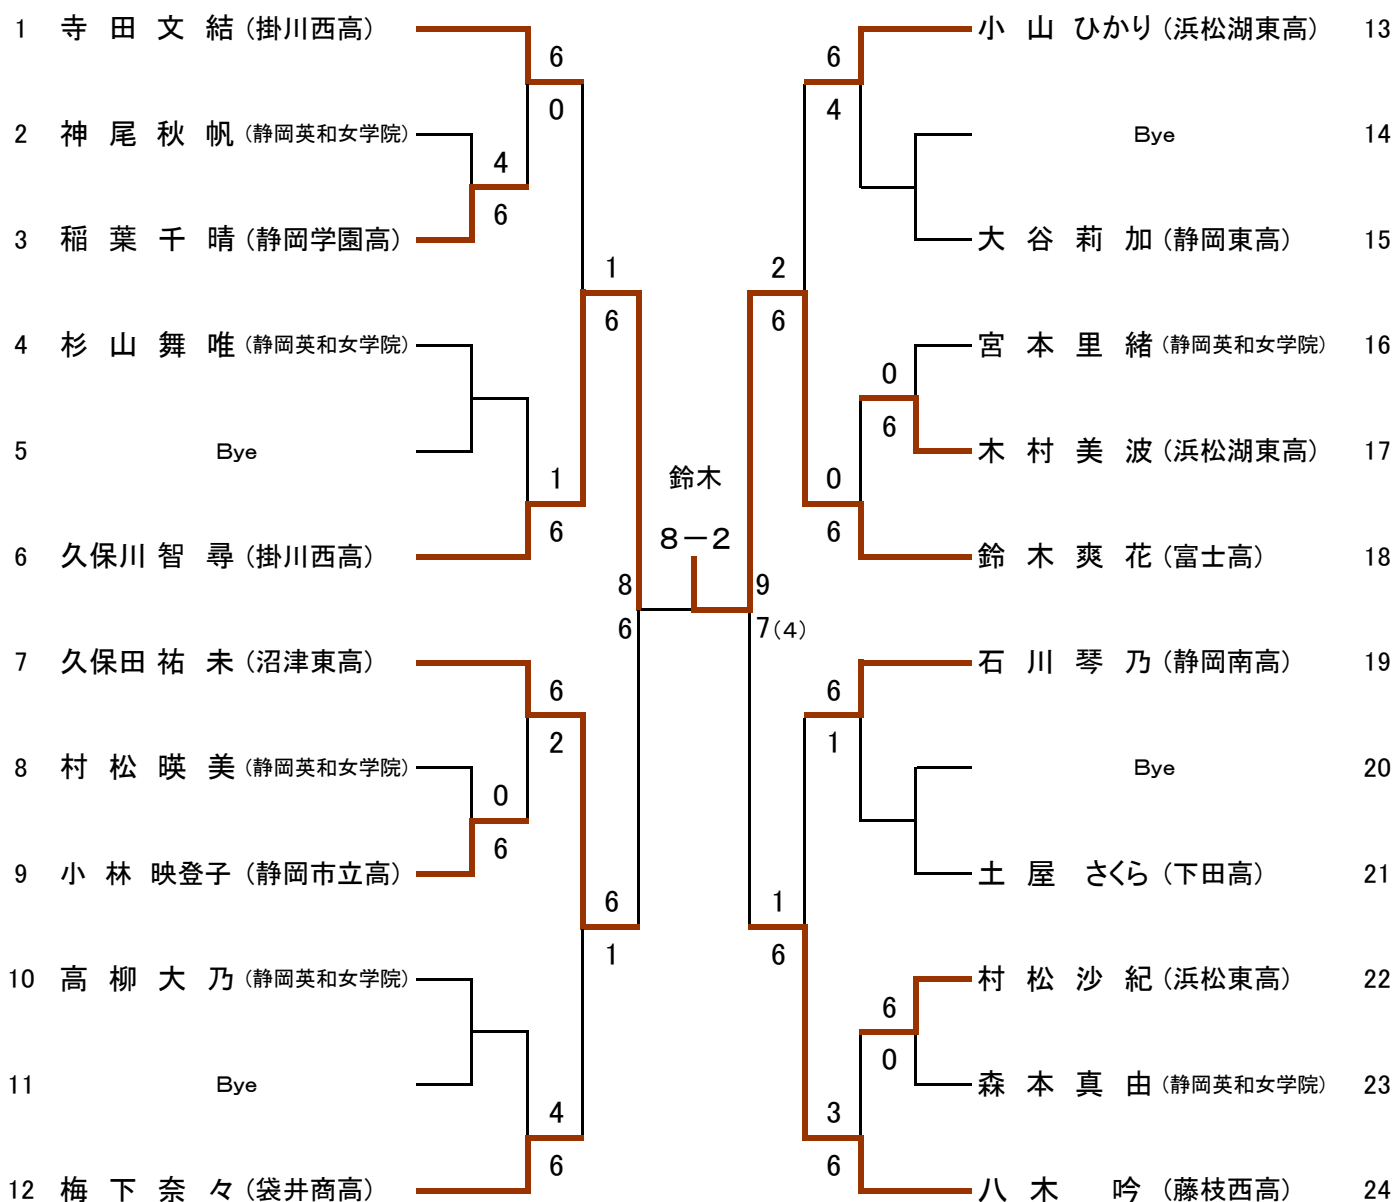 1 寺田文結 (掛川西高)
6
0
2 神尾秋帆 (静岡英和女学院)
4
6
3 稲葉千晴 (静岡学園高)
1
6
4 杉山舞唯 (静岡英和女学院)
5 Bye
1
6
6 久保川智尋 (掛川西高)
8
6
7 久保田祐未 (沼津東高)
6
2
8 村松暎美 (静岡英和女学院)
0
6
9 小林映登子 (静岡市立高)
6
1
10 高柳大乃 (静岡英和女学院)
11 Bye
4
6
12 梅下奈々 (袋井商高)
鈴木
8－2
小山ひかり (浜松湖東高) 13
6
4
Bye 14
大谷莉加 (静岡東高) 15
2
6
宮本里緒 (静岡英和女学院) 16
0
6
木村美波 (浜松湖東高) 17
0
6
鈴木爽花 (富士高) 18
9
7(4)
石川琴乃 (静岡南高) 19
6
1
Bye 20
土屋さくら (下田高) 21
1
6
村松沙紀 (浜松東高) 22
6
0
森本真由 (静岡英和女学院) 23
3
6
八木吟 (藤枝西高) 24